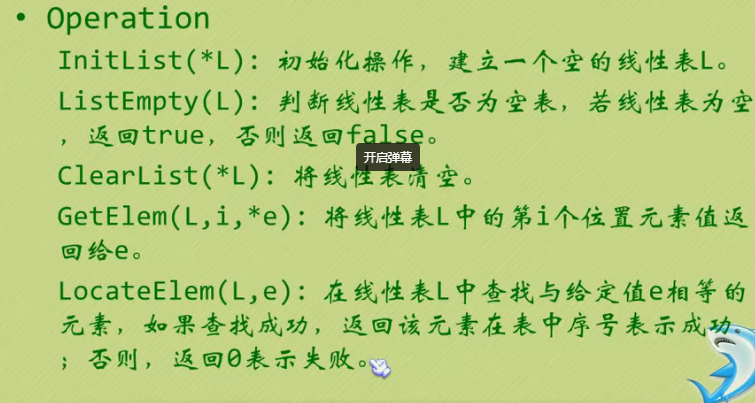 • Operation
InitList(*L): 初始化操作，建立一个空的线性表L。
ListEmpty(L): 判断线性表是否为空表，若线性表为空
，返回true，否则返回false。
开启弹幕
ClearList(*L): 将线性表清空。
GetElem(L,i,*e): 将线性表L中的第i个位置元素值返
回给e。
LocateElem(L,e): 在线性表L中查找与给定值e相等的
元素，如果查找成功，返回该元素在表中序号表示成功
；否则，返回0表示失败。